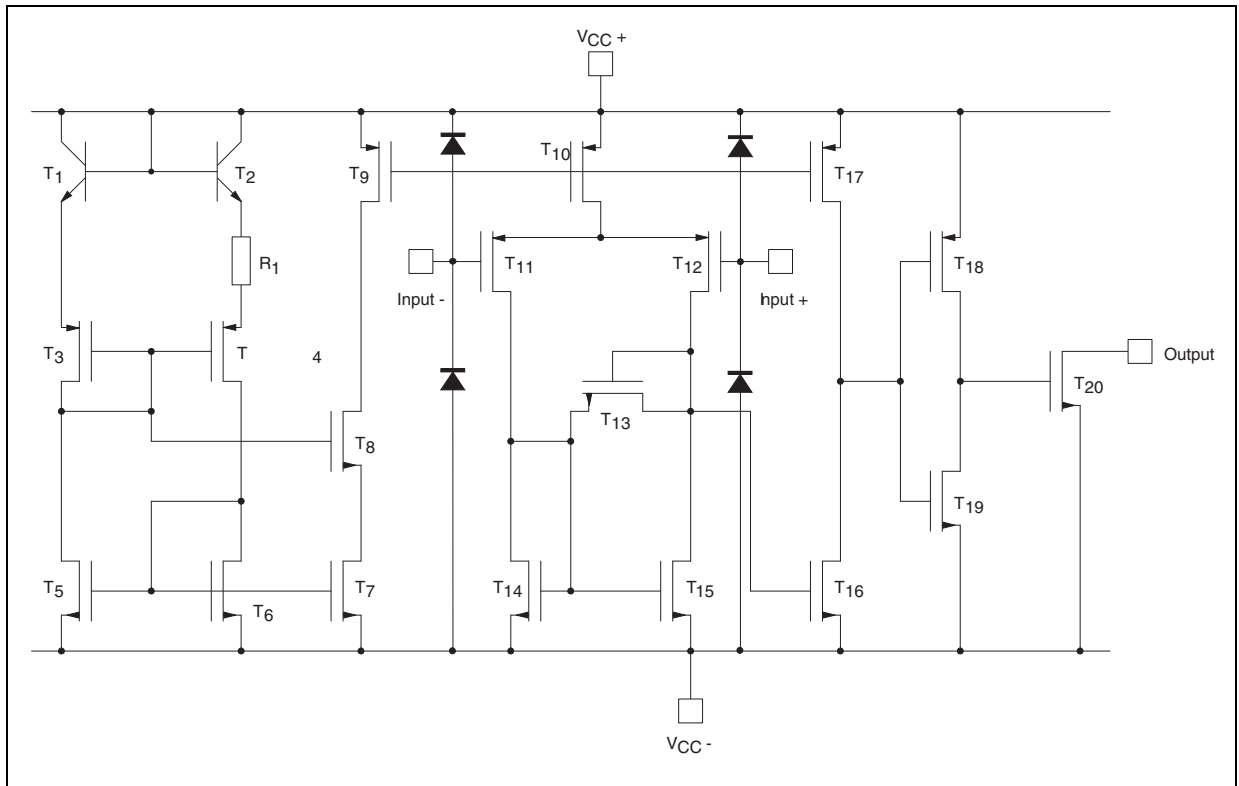 VCC +
T1
T2
T9
T10
T17
R1
T11
T12
T18
Input -
Input +
T3
T
4
Output
T20
T13
T8
T19
T5
T6
T7
T14
T15
T16
VCC -